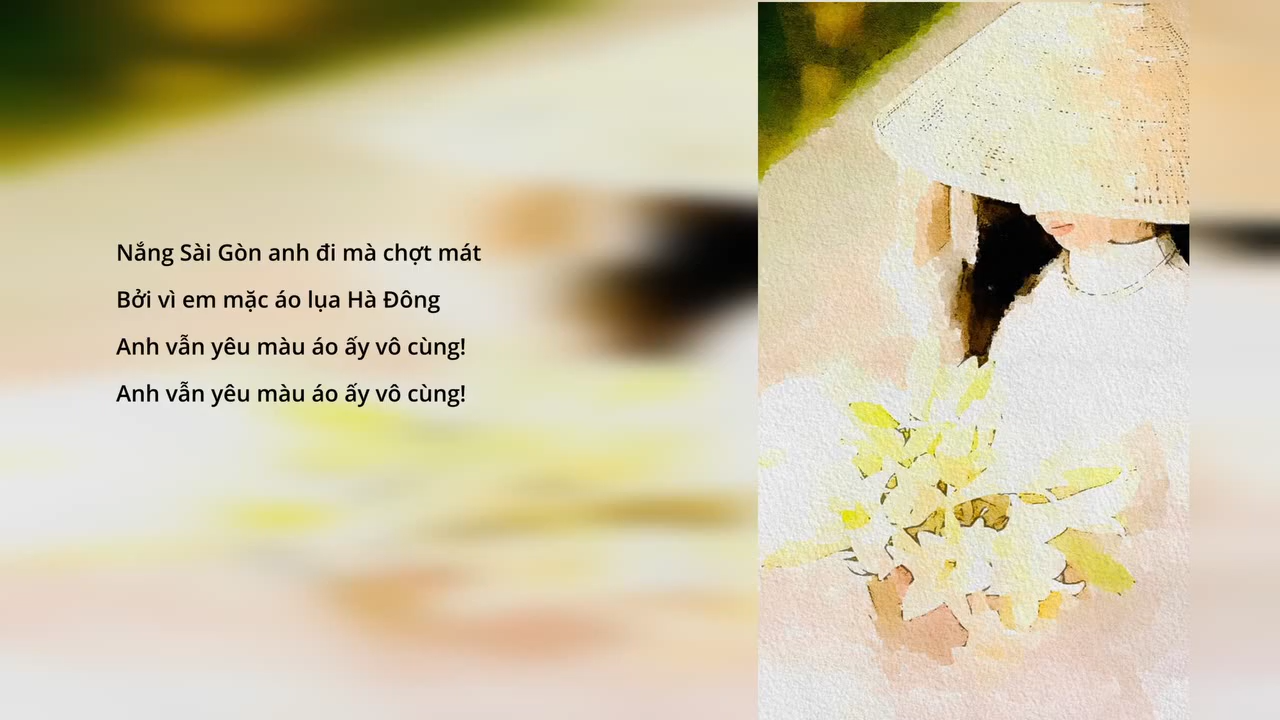 Nắng Sài Gòn anh đi mà chợt mát
Bởi vì em mặc áo lụa Hà Đông
Anh vẫn yêu màu áo ấy vô cùng!
Anh vẫn yêu màu áo ấy vô cùng!